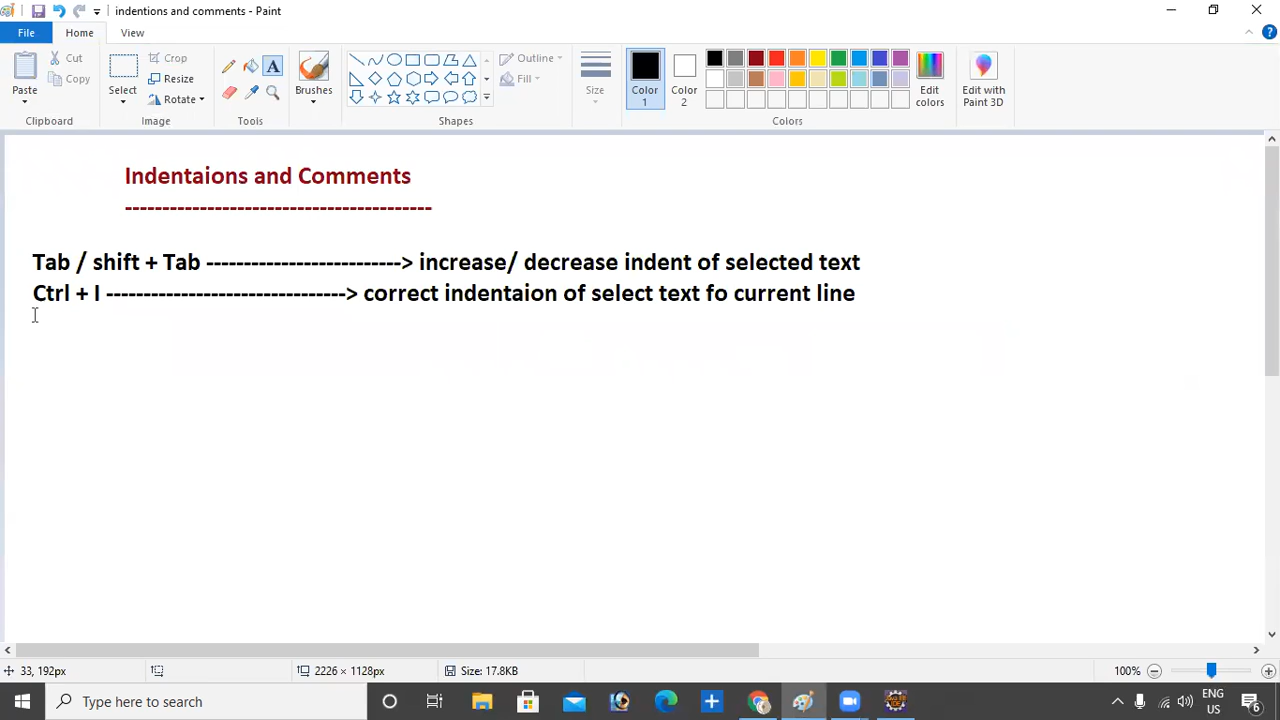 indentions and comments - Paint
File
Home
View
Paste
Cut
Copy
Clipboard
Select
Crop
Resize
Rotate
Image
A
Tools
Brushes
Outline
Fill
Shapes
Size
Color 1
Color 2
Edit colors
Colors
Edit with Paint 3D
Indentaions and Comments
-----------------------------------------
Tab / shift + Tab --------------------------> increase/ decrease indent of selected text
Ctrl + I --------------------------------> correct indentaion of select text fo current line
33, 192px
2226 × 1128px
Size: 17.8KB
100%
Type here to search
ENG
US
6